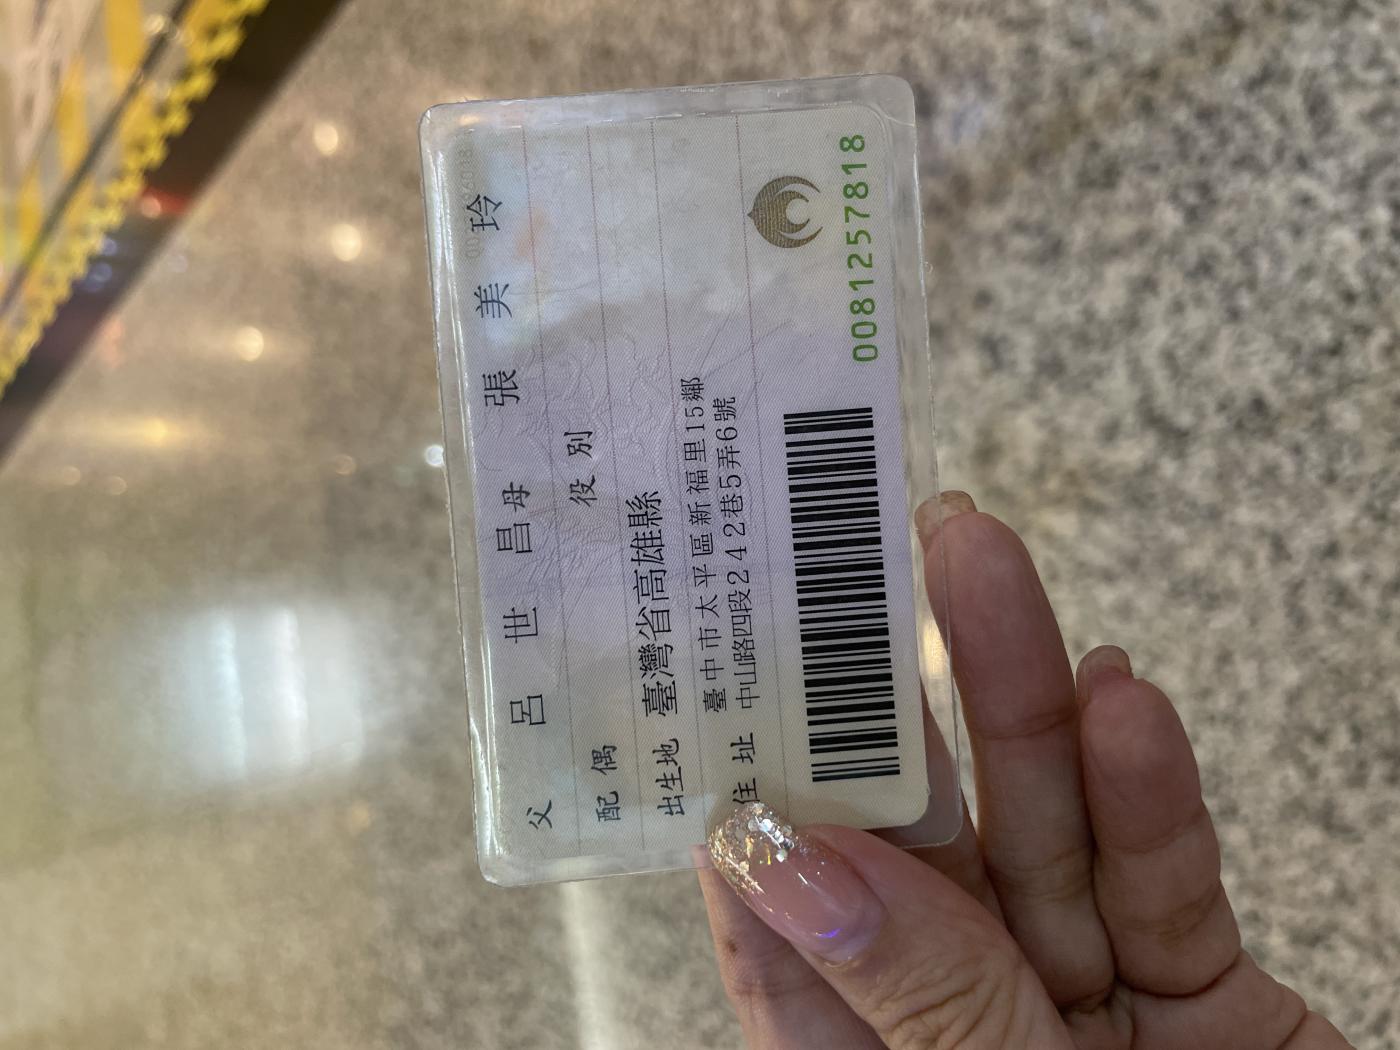 父 呂世昌 母 張美玲
配偶 役別
出生地 臺灣省高雄縣
住址 臺中市太平區新福里15鄰
中山路四段242巷5弄6號
0081257818